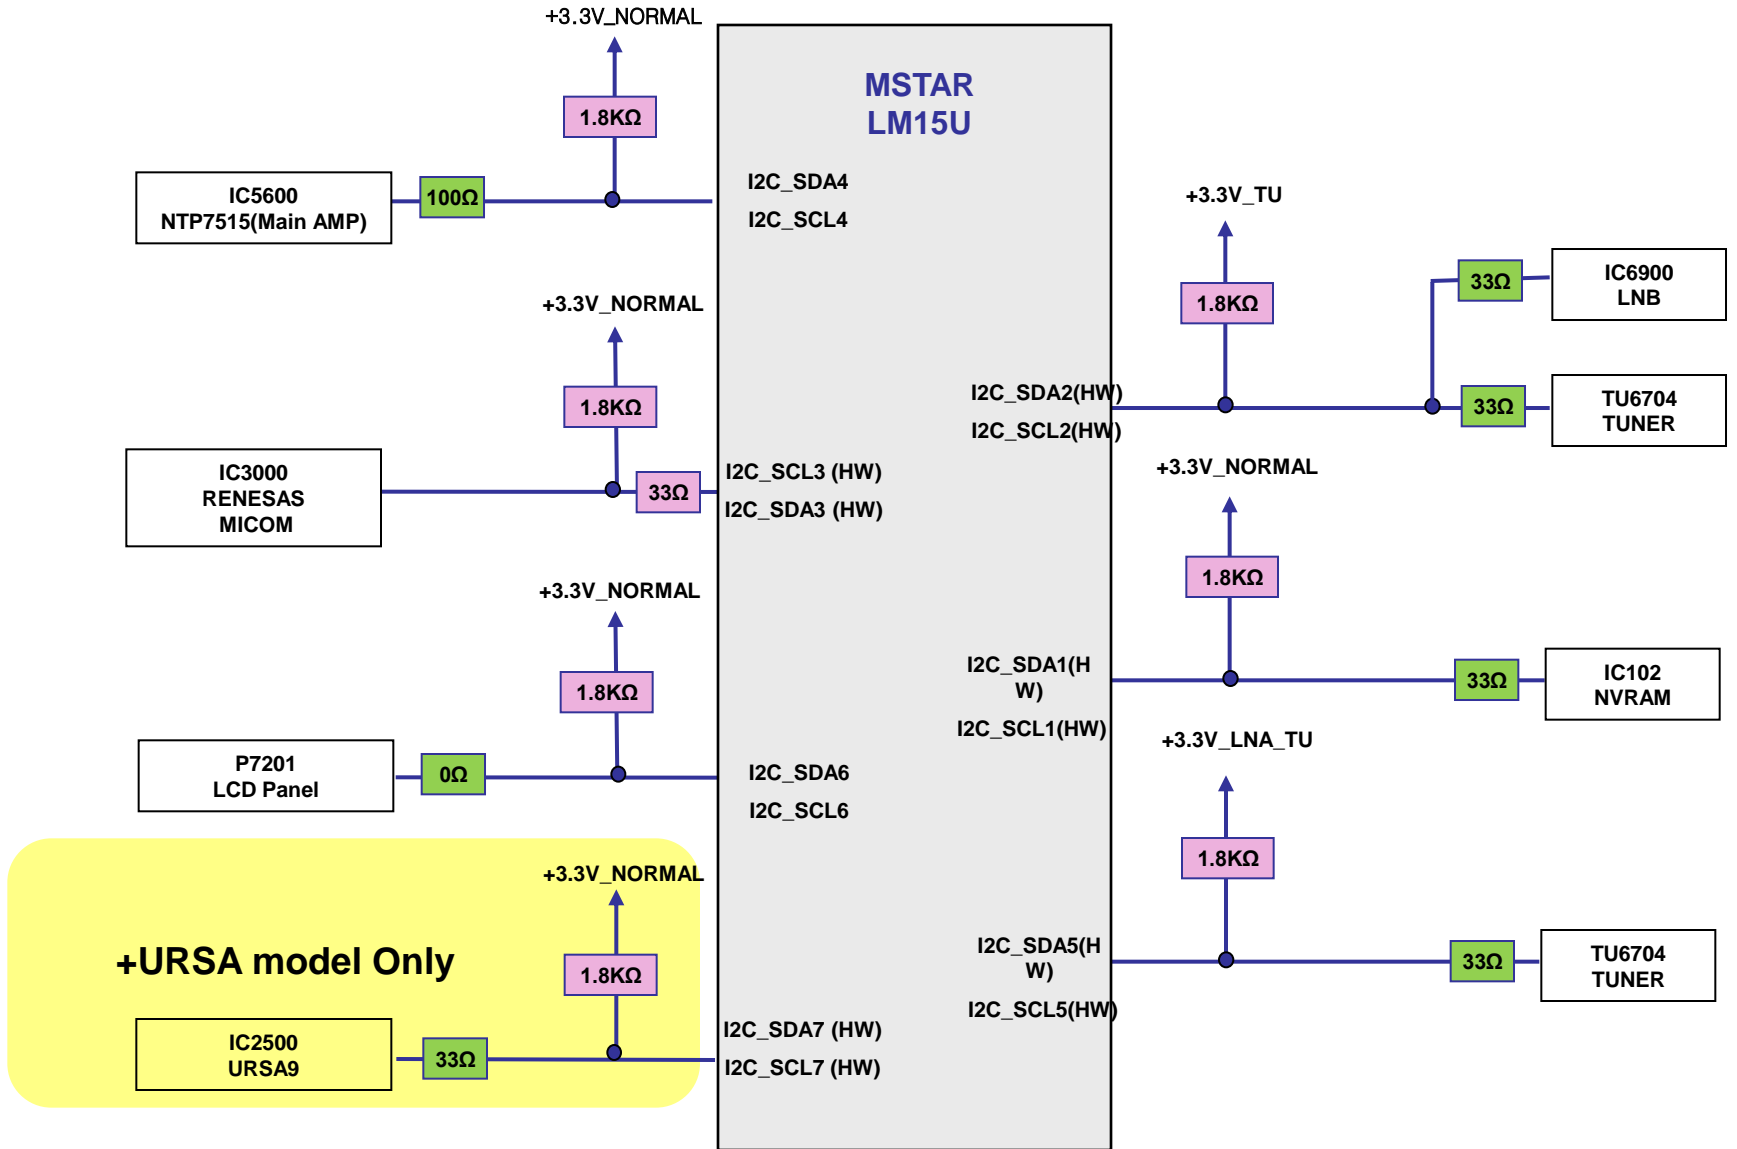 +3.3V_NORMAL
MSTAR
LM15U
1.8KΩ
IC5600
NTP7515(Main AMP)
100Ω
I2C_SDA4
I2C_SCL4
+3.3V_TU
1.8KΩ
33Ω
IC6900
LNB
+3.3V_NORMAL
1.8KΩ
I2C_SDA2(HW)
I2C_SCL2(HW)
33Ω
TU6704
TUNER
IC3000
RENESAS
MICOM
33Ω
I2C_SCL3 (HW)
I2C_SDA3 (HW)
+3.3V_NORMAL
1.8KΩ
+3.3V_NORMAL
1.8KΩ
I2C_SDA1(H
W)
I2C_SCL1(HW)
33Ω
IC102
NVRAM
P7201
LCD Panel
0Ω
I2C_SDA6
I2C_SCL6
+3.3V_LNA_TU
1.8KΩ
+3.3V_NORMAL
+URSA model Only
1.8KΩ
I2C_SDA5(H
W)
I2C_SCL5(HW)
33Ω
TU6704
TUNER
IC2500
URSA9
33Ω
I2C_SDA7 (HW)
I2C_SCL7 (HW)